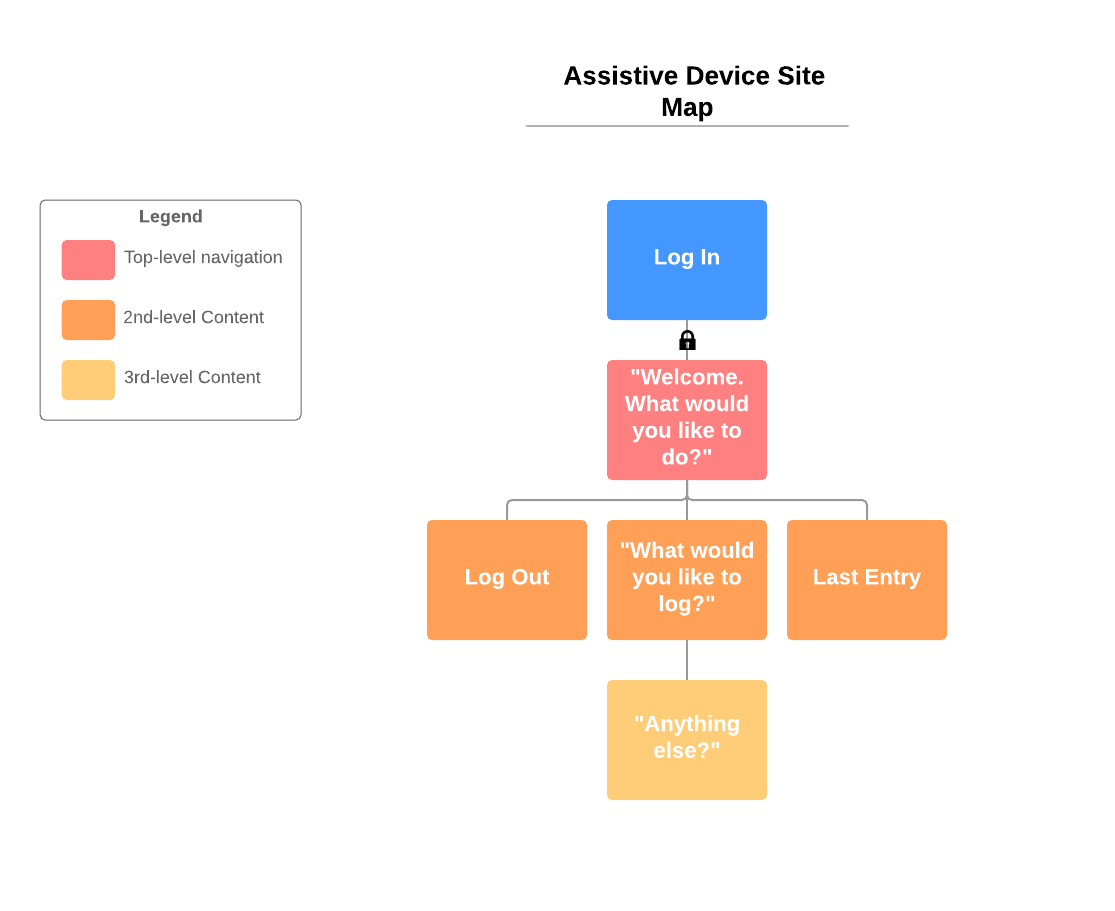 Assistive Device Site
Map
Legend
Top-level navigation
2nd-level Content
3rd-level Content
Log In
"Welcome.
What would
you like to
do?"
Log Out
"What would
you like to
log?"
Last Entry
"Anything
else?"